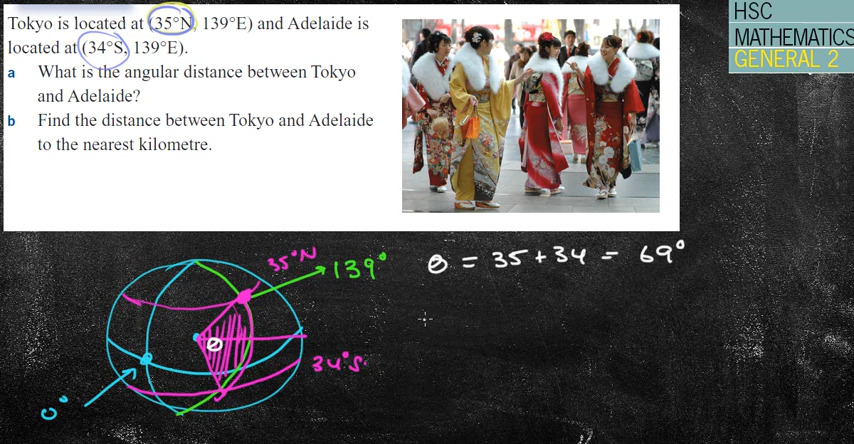 Tokyo is located at (35°N, 139°E) and Adelaide is
located at (34°S, 139°E).
a What is the angular distance between Tokyo
and Adelaide?
b Find the distance between Tokyo and Adelaide
to the nearest kilometre.
HSC
MATHEMATICS
GENERAL 2
35°N
139°
θ = 35 + 34 = 69°
θ
34°S.
0°